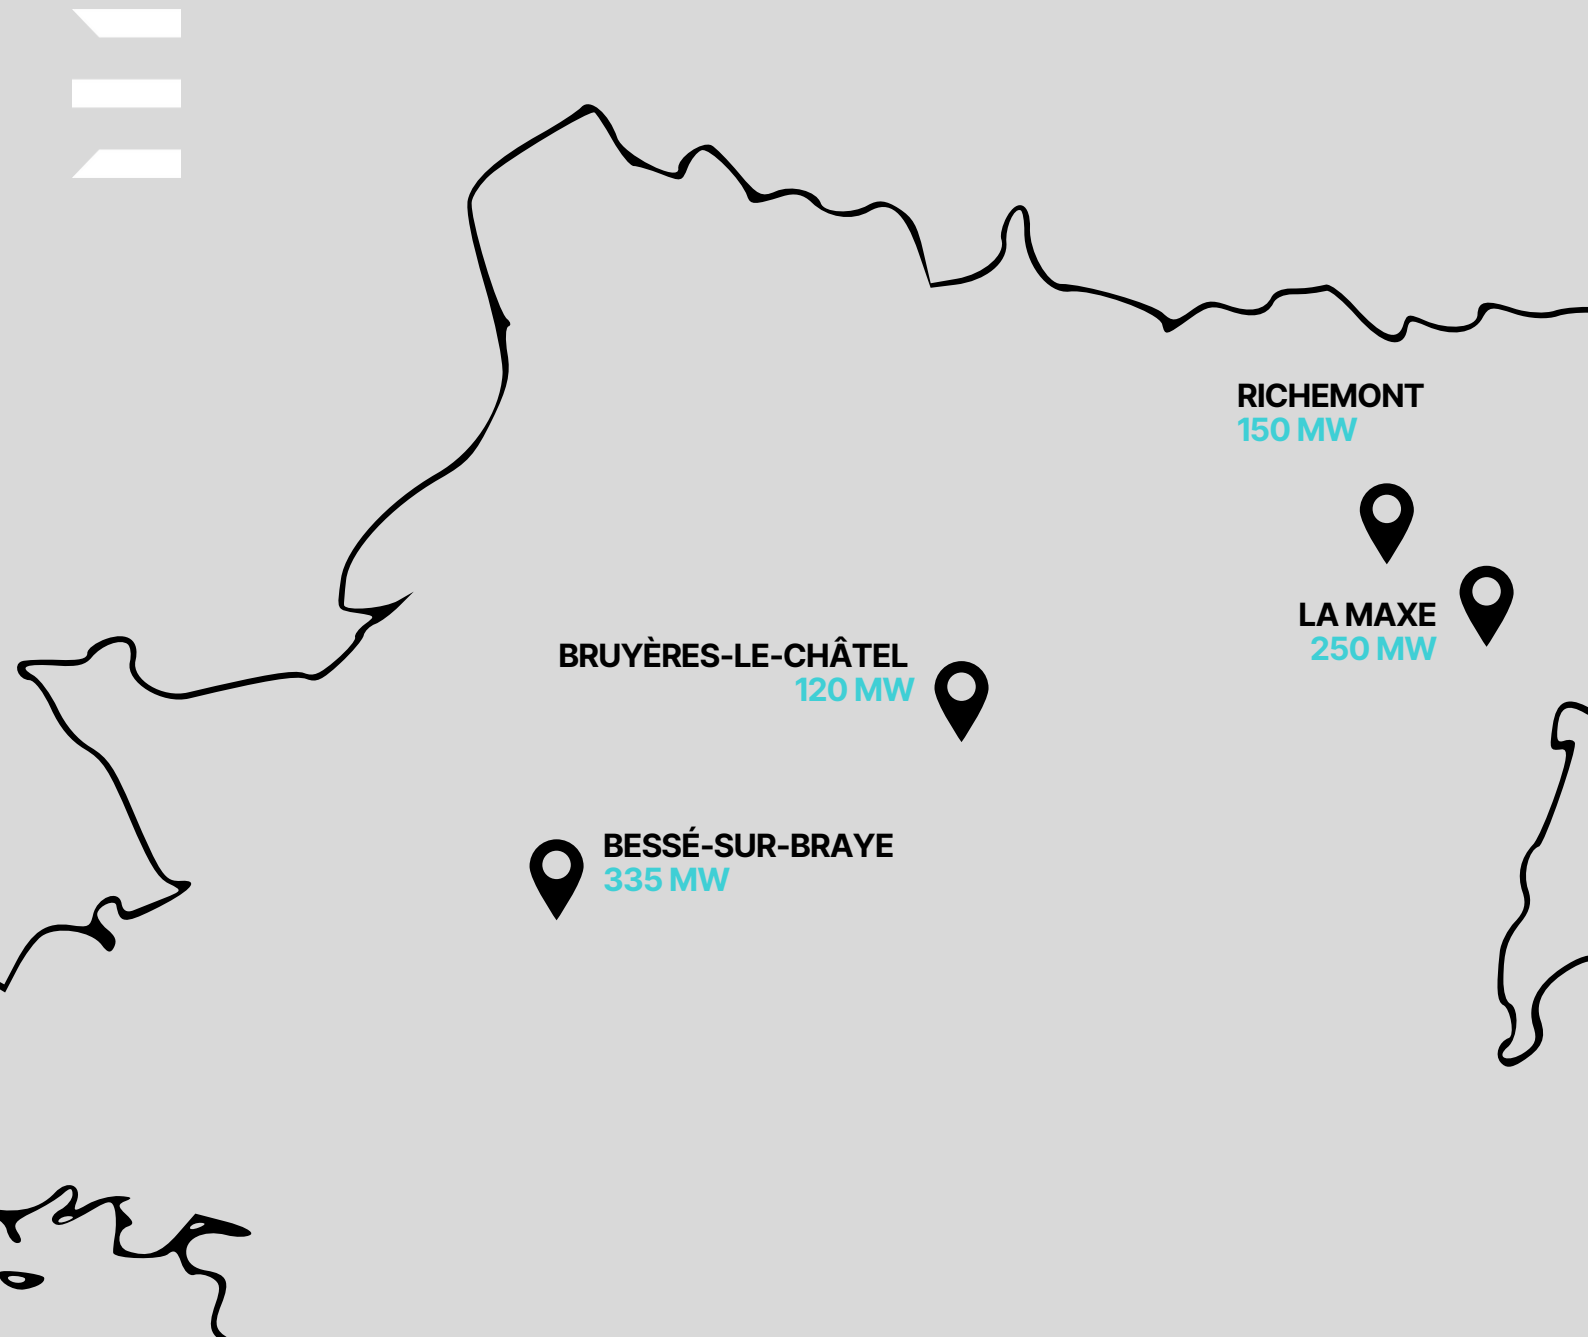 RICHEMONT
150 MW
LA MAXE
250 MW
BRUYÈRES-LE-CHÂTEL
120 MW
BESSÉ-SUR-BRAYE
335 MW